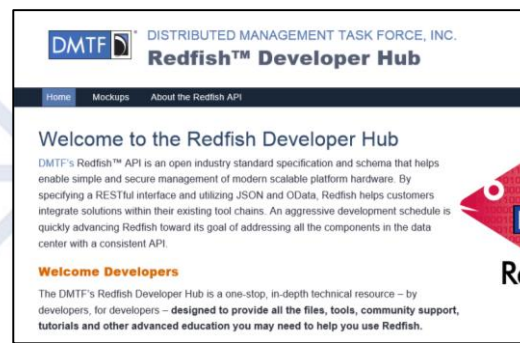 DMTF
DISTRIBUTED MANAGEMENT TASK FORCE, INC.
Redfish™ Developer Hub
Home Mockups About the Redfish API
Welcome to the Redfish Developer Hub
DMTF's Redfish™ API is an open industry standard specification and schema that helps
enable simple and secure management of modern scalable platform hardware. By
specifying a RESTful interface and utilizing JSON and OData, Redfish helps customers
integrate solutions within their existing tool chains. An aggressive development schedule is
quickly advancing Redfish toward its goal of addressing all the components in the data
center with a consistent API.
Welcome Developers
The DMTF's Redfish Developer Hub is a one-stop, in-depth technical resource – by
developers, for developers – designed to provide all the files, tools, community support,
tutorials and other advanced education you may need to help you use Redfish.